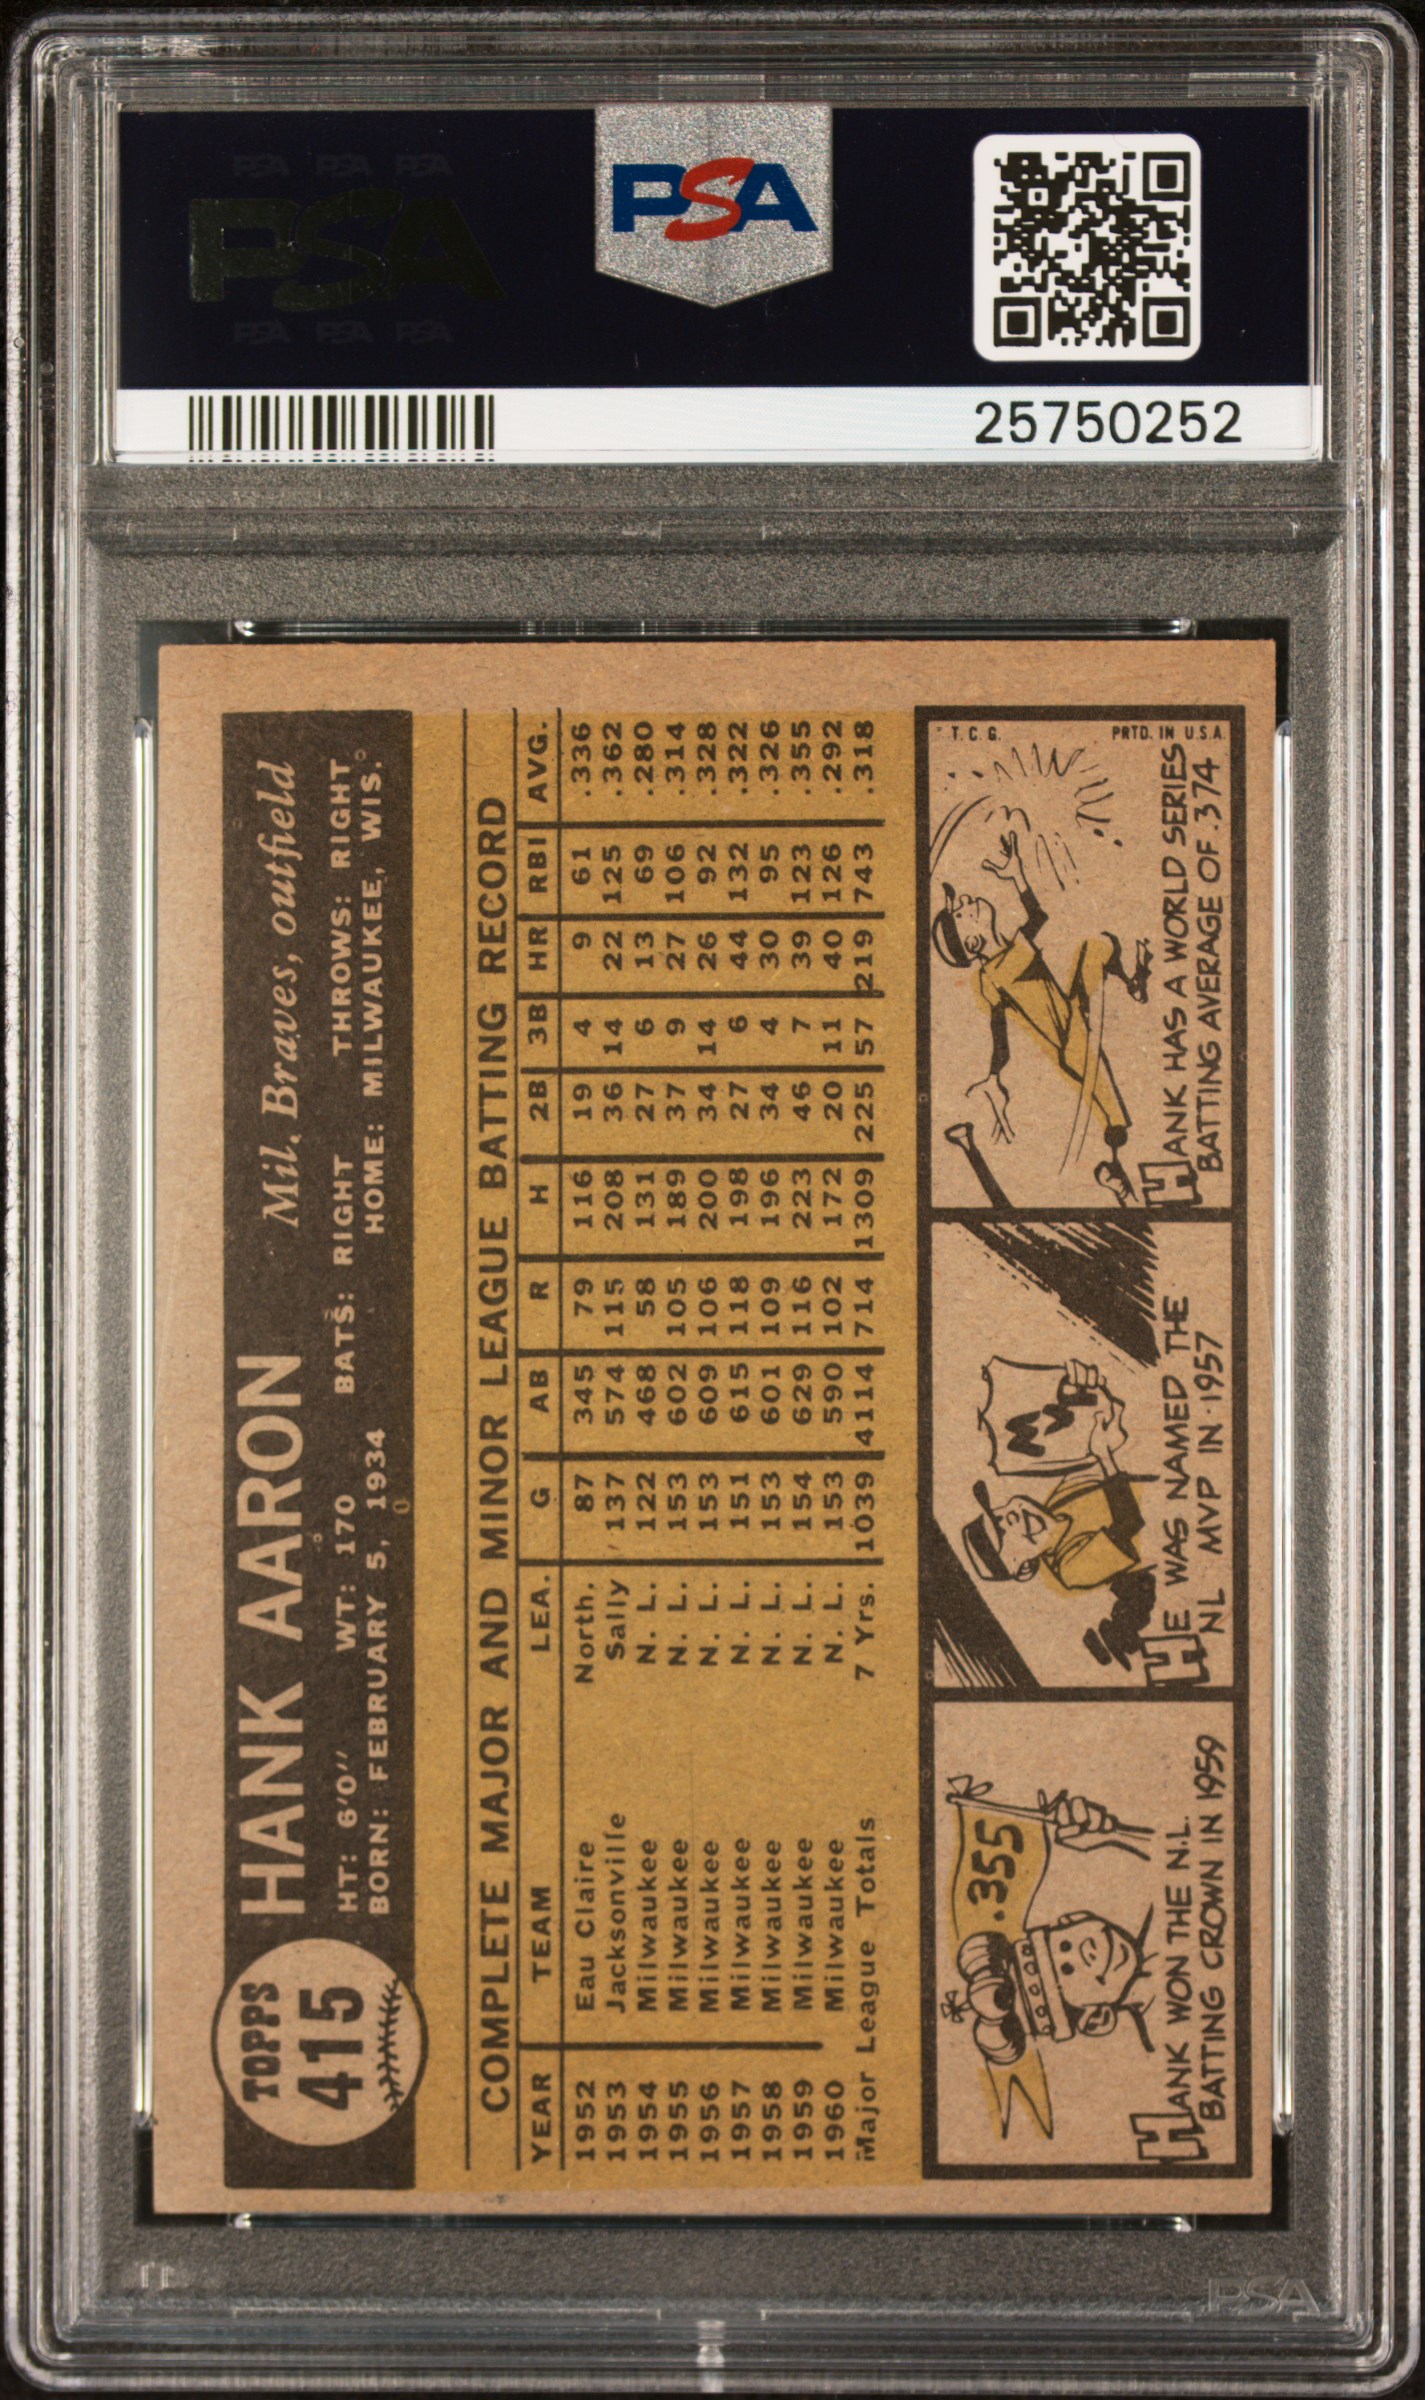 PSA PSA PSA
PSA
PSA PSA PSA
PSA
25750252
TOPPS
415
HANK AARON
Mil. Braves, outfield
HT: 6'0" WT: 170 BATS: RIGHT THROWS: RIGHT
BORN: FEBRUARY 5, 1934 HOME: MILWAUKEE, WIS.
COMPLETE MAJOR AND MINOR LEAGUE BATTING RECORD
YEAR TEAM LEA. G AB R H 2B 3B HR RBI AVG.
1952 Eau Claire North. 87 345 79 116 19 4 9 61 .336
1953 Jacksonville Sally 137 574 115 208 36 14 22 125 .362
1954 Milwaukee N. L. 122 468 58 131 27 6 13 69 .280
1955 Milwaukee N. L. 153 602 105 189 37 9 27 106 .314
1956 Milwaukee N. L. 153 609 106 200 34 14 26 92 .328
1957 Milwaukee N. L. 151 615 118 198 27 6 44 132 .322
1958 Milwaukee N. L. 153 601 109 196 34 4 30 95 .326
1959 Milwaukee N. L. 154 629 116 223 46 7 39 123 .355
1960 Milwaukee N. L. 153 590 102 172 20 11 40 126 .292
Major League Totals 7 Yrs. 1039 4114 714 1309 225 57 219 743 .318
.355
HANK WON THE N.L.
BATTING CROWN IN 1959
MVP
HE WAS NAMED THE
NL MVP IN 1957
T.C.G.
PRTD. IN U.S.A.
HANK HAS A WORLD SERIES
BATTING AVERAGE OF .374
PSA